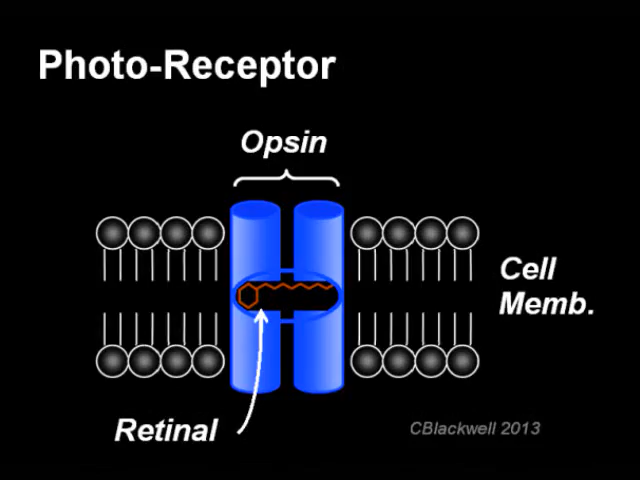 Photo-Receptor
Opsin
Cell
Memb.
Retinal
CBlackwell 2013